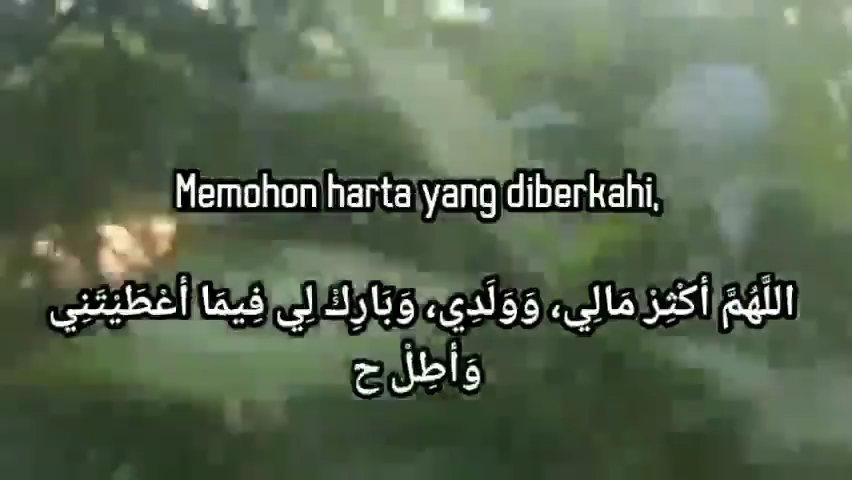 Memohon harta yang diberkahi,
اللَّهُمَّ أَكْثِرْ مَالِي، وَوَلَدِي، وَبَارِكْ لِي فِيمَا أَعْطَيْتَنِي
وَأَطِلْ ح